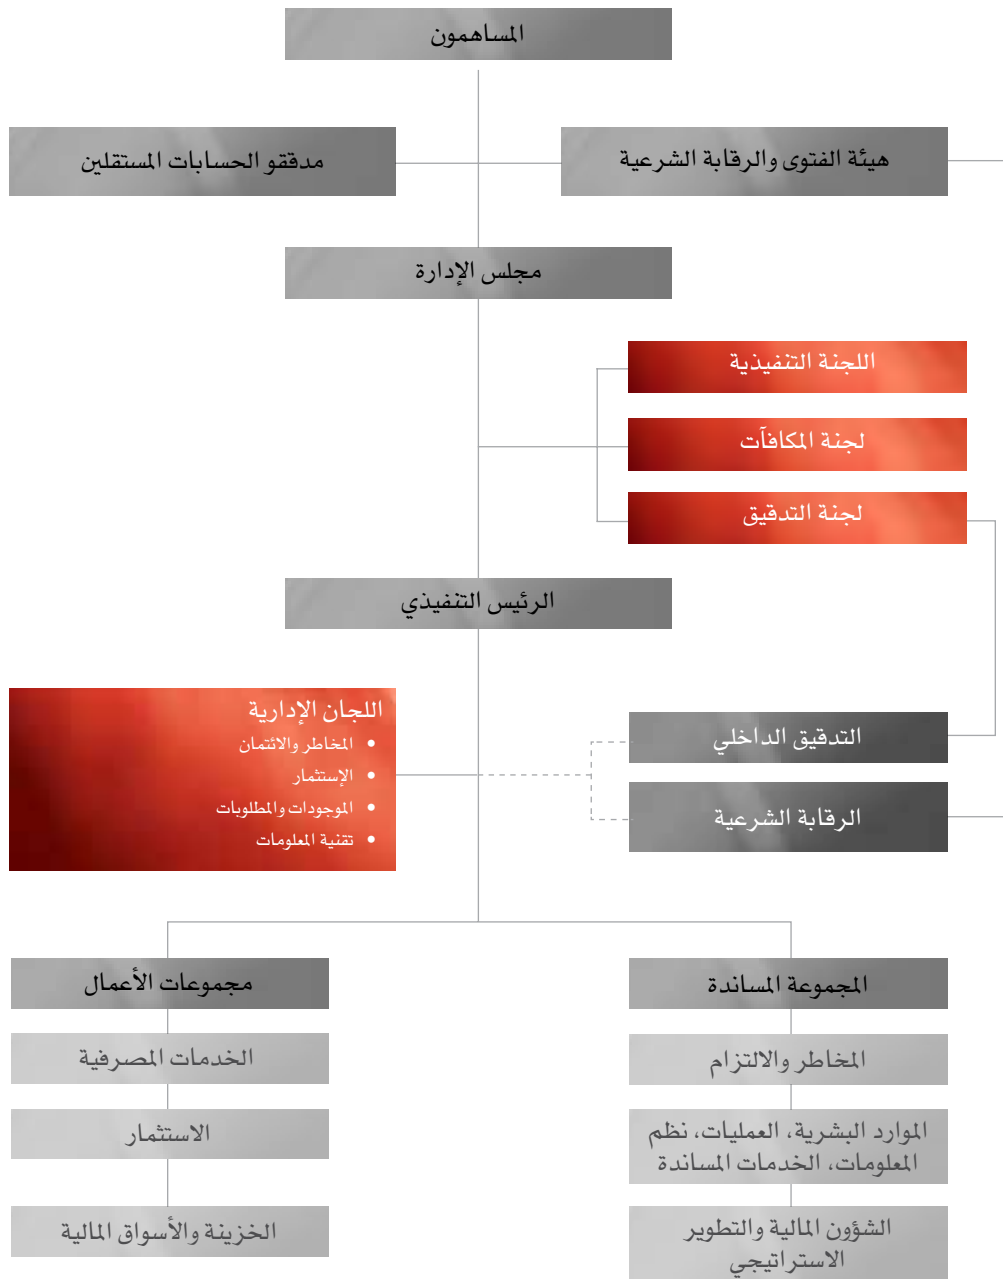 المساهمون
هيئة الفتوى والرقابة الشرعية
مدققو الحسابات المستقلين
مجلس الإدارة
اللجنة التنفيذية
لجنة المكافآت
لجنة التدقيق
الرئيس التنفيذي
اللجان الإدارية
• المخاطر والائتمان
• الإستثمار
• الموجودات والمطلوبات
• تقنية المعلومات
التدقيق الداخلي
الرقابة الشرعية
المجموعة المساندة
المخاطر والالتزام
الموارد البشرية، العمليات، نظم
المعلومات، الخدمات المساندة
الشؤون المالية والتطوير
الاستراتيجي
مجموعات الأعمال
الخدمات المصرفية
الاستثمار
الخزينة والأسواق المالية